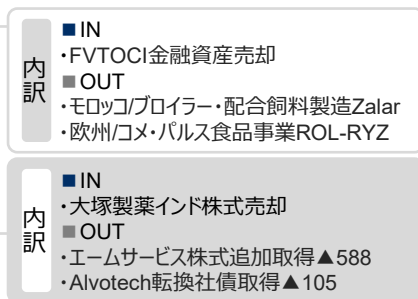 内訳
■IN
・FVTOCI金融資産売却
■OUT
・モロッコ/ブロイラー・配合飼料製造Zalar
・欧州/コメ・パルス食品事業ROL-RYZ
内訳
■IN
・大塚製薬インド株式売却
■OUT
・エームサービス株式追加取得▲588
・Alvotech転換社債取得▲105